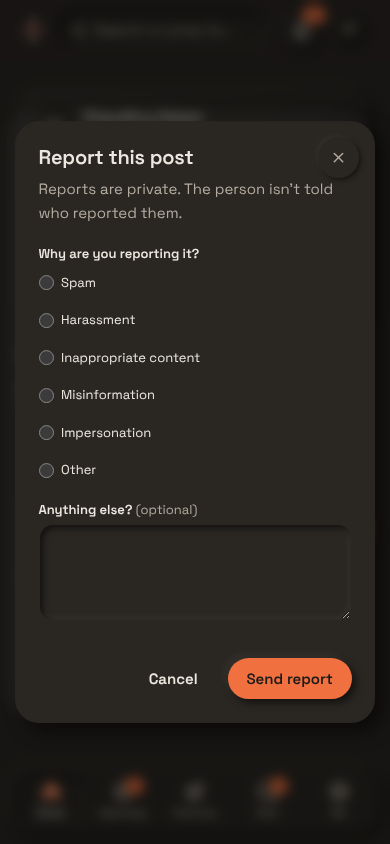 Report this post
Reports are private. The person isn't told
who reported them.
Why are you reporting it?
Spam
Harassment
Inappropriate content
Misinformation
Impersonation
Other
Anything else? (optional)
Cancel
Send report